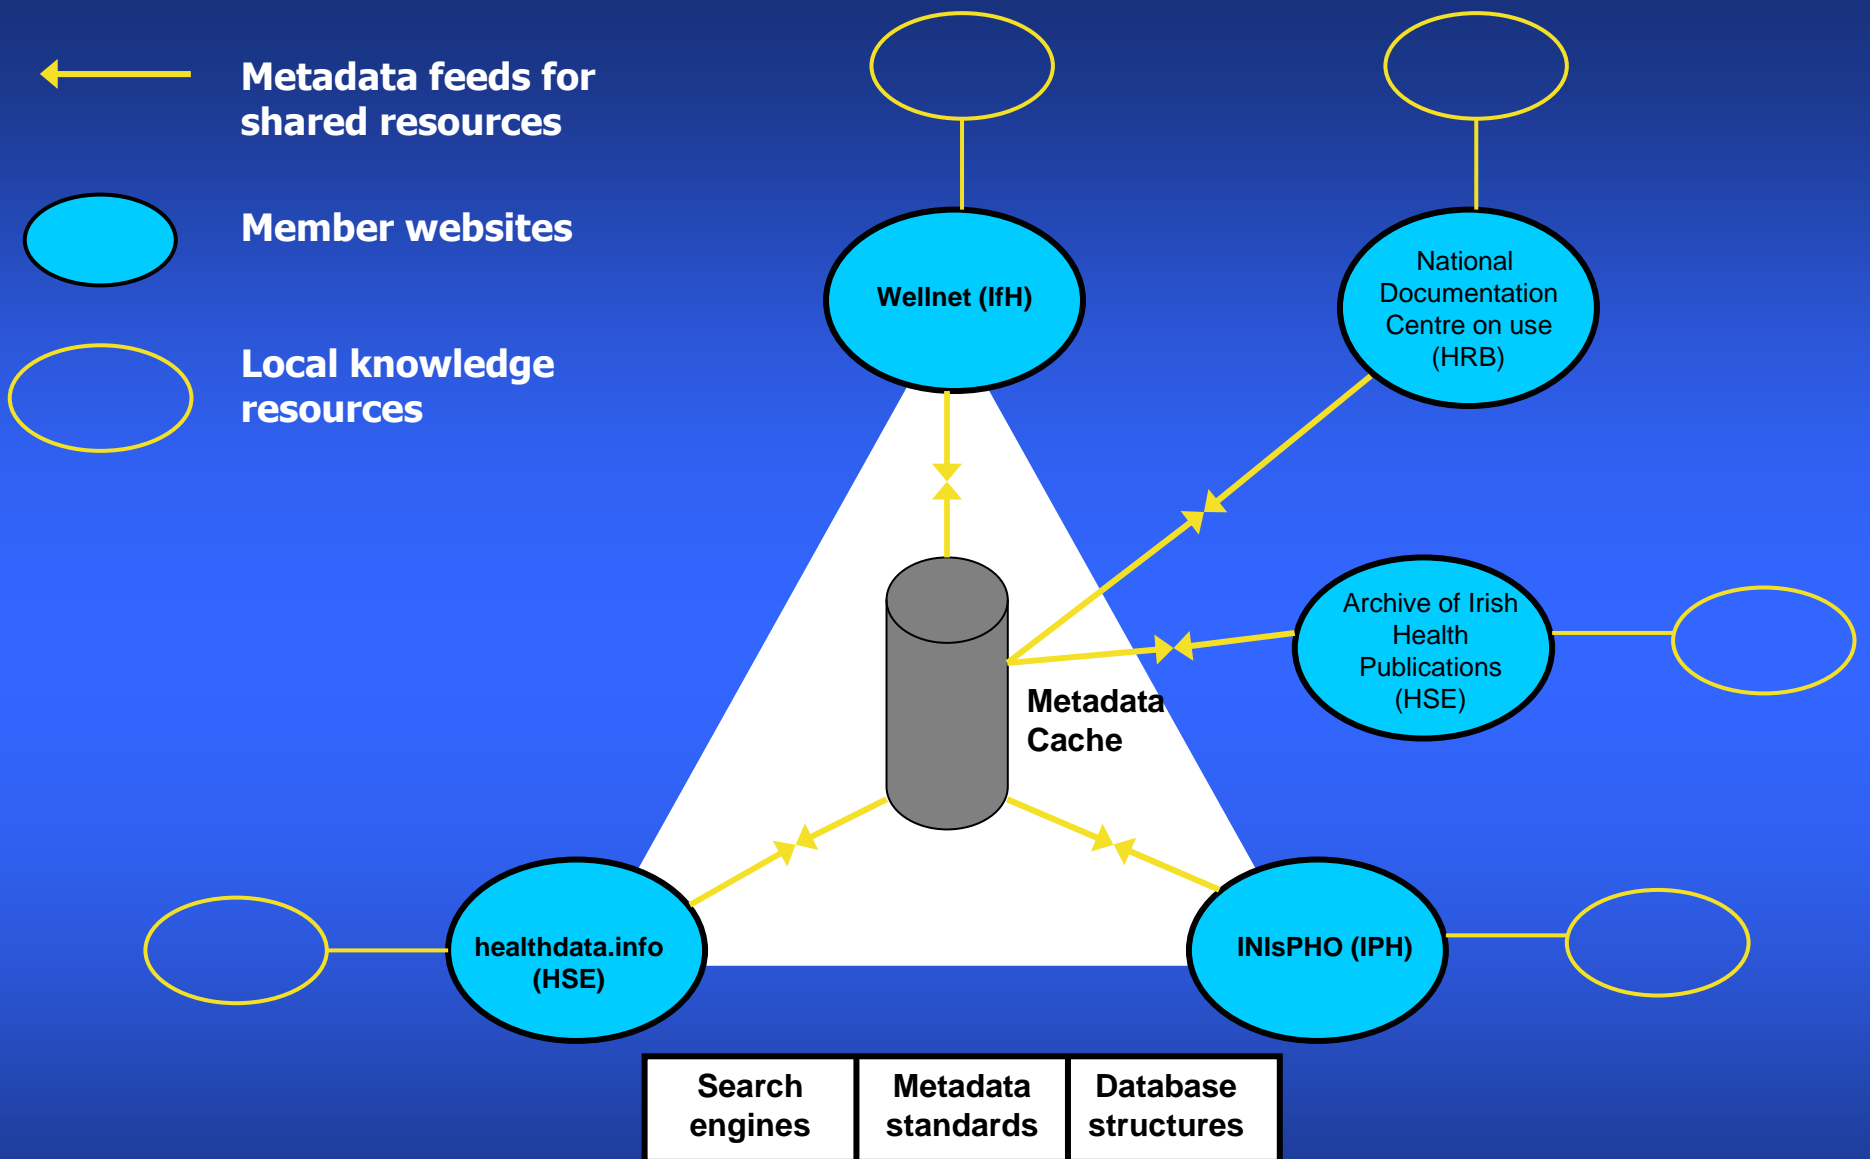 Metadata feeds for
shared resources
Member websites
Local knowledge
resources
Wellnet (IfH)
National
Documentation
Centre on use
(HRB)
Archive of Irish
Health
Publications
(HSE)
Metadata
Cache
healthdata.info
(HSE)
INIsPHO (IPH)
Search
engines
Metadata
standards
Database
structures